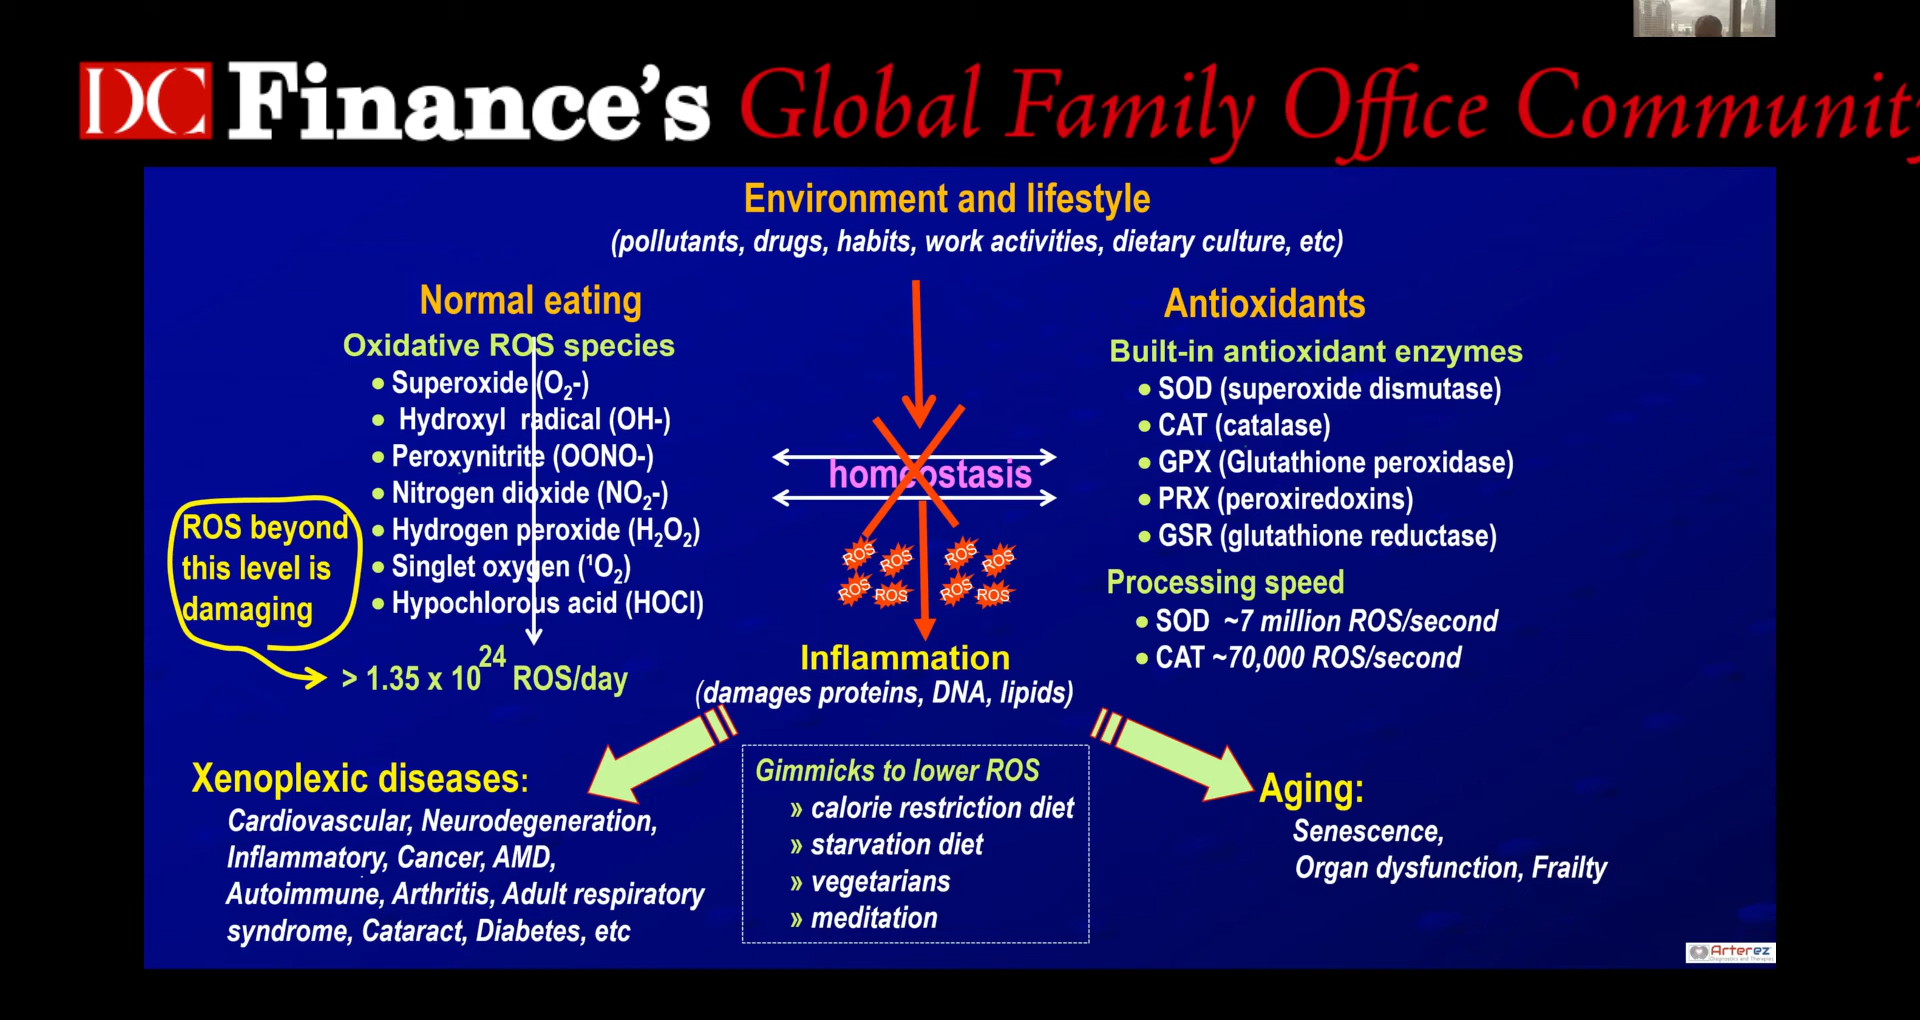 DC Finance's Global Family Office Community
Environment and lifestyle
(pollutants, drugs, habits, work activities, dietary culture, etc)
Normal eating
Oxidative ROS species
• Superoxide (O₂-)
• Hydroxyl radical (OH-)
• Peroxynitrite (OONO-)
• Nitrogen dioxide (NO₂-)
• Hydrogen peroxide (H₂O₂)
• Singlet oxygen (¹O₂)
• Hypochlorous acid (HOCl)
ROS beyond
this level is
damaging
> 1.35 x 10²⁴ ROS/day
homeostasis
ROS ROS ROS ROS
ROS ROS ROS ROS
Antioxidants
Built-in antioxidant enzymes
• SOD (superoxide dismutase)
• CAT (catalase)
• GPX (Glutathione peroxidase)
• PRX (peroxiredoxins)
• GSR (glutathione reductase)
Processing speed
• SOD ~7 million ROS/second
• CAT ~70,000 ROS/second
Inflammation
(damages proteins, DNA, lipids)
Xenoplexic diseases:
Cardiovascular, Neurodegeneration,
Inflammatory, Cancer, AMD,
Autoimmune, Arthritis, Adult respiratory
syndrome, Cataract, Diabetes, etc
Gimmicks to lower ROS
» calorie restriction diet
» starvation diet
» vegetarians
» meditation
Aging:
Senescence,
Organ dysfunction, Frailty
Arterez
Diagnostics and Therapies